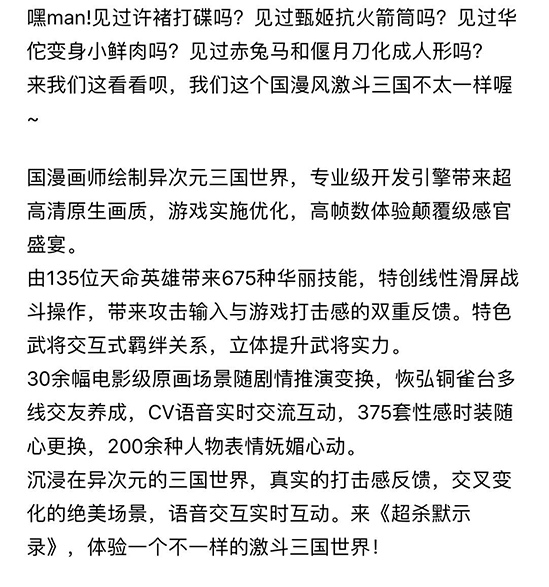 嘿man!见过许褚打碟吗？见过甄姬抗火箭筒吗？见过华
佗变身小鲜肉吗？见过赤兔马和偃月刀化成人形吗？
来我们这看看呗，我们这个国漫风激斗三国不太一样喔
~
国漫画师绘制异次元三国世界，专业级开发引擎带来超
高清原生画质，游戏实施优化，高帧数体验颠覆级感官
盛宴。
由135位天命英雄带来675种华丽技能，特创线性滑屏战
斗操作，带来攻击输入与游戏打击感的双重反馈。特色
武将交互式羁绊关系，立体提升武将实力。
30余幅电影级原画场景随剧情推演变换，恢弘铜雀台多
线交友养成，CV语音实时交流互动，375套性感时装随
心更换，200余种人物表情妩媚心动。
沉浸在异次元的三国世界，真实的打击感反馈，交叉变
化的绝美场景，语音交互实时互动。来《超杀默示
录》，体验一个不一样的激斗三国世界！